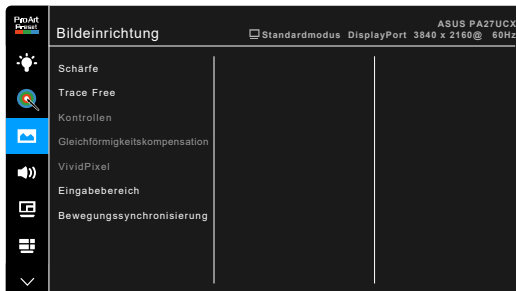 ProArt
Preset
Bildeinrichtung
ASUS PA27UCX
Standardmodus DisplayPort 3840 x 2160@ 60Hz
Schärfe
Trace Free
Kontrollen
Gleichförmigkeitskompensation
VividPixel
Eingabebereich
Bewegungssynchronisierung